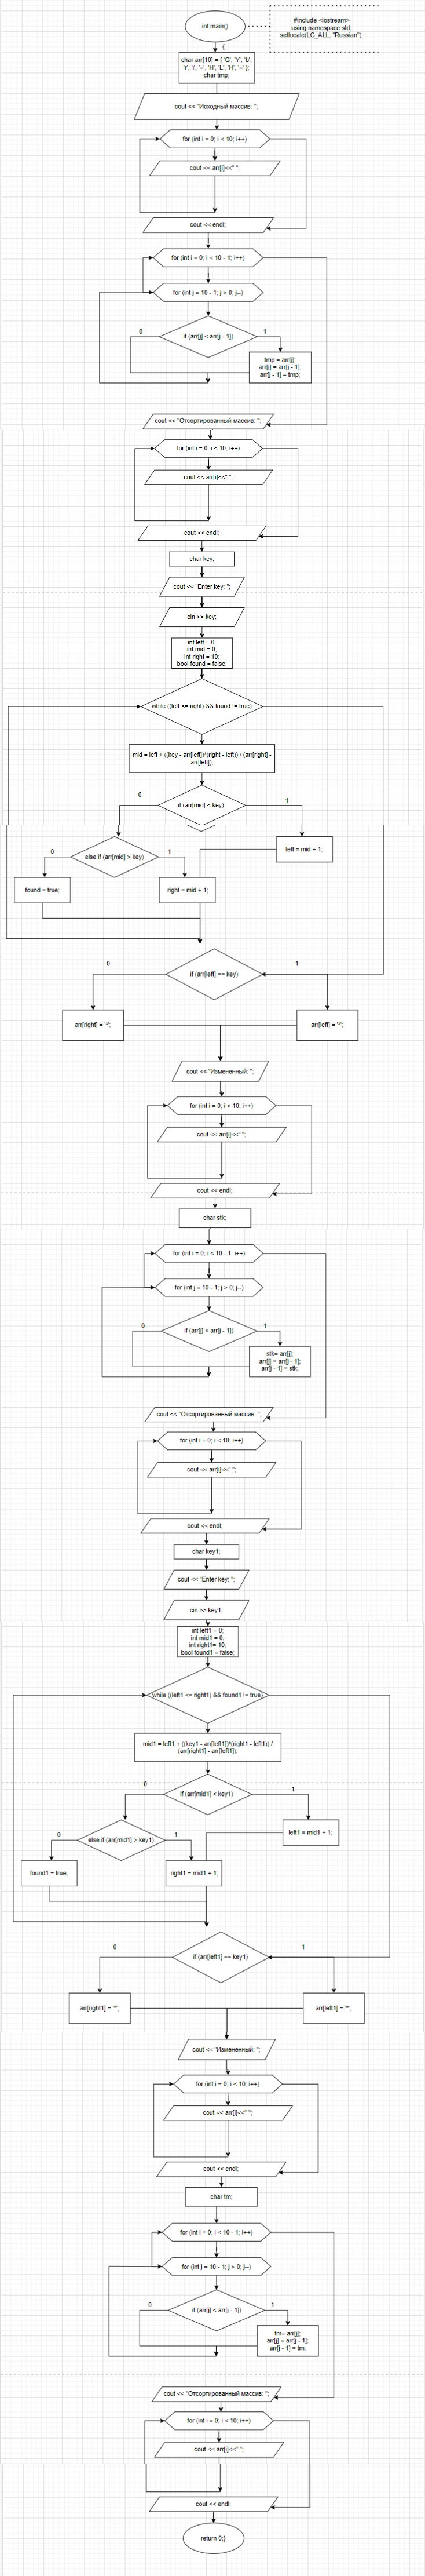 int main()
#include <iostream>
using namespace std;
setlocale(LC_ALL, "Russian");
{
char arr[10] = { 'G', 'Y', 'b',
'r', 'I', '=', 'H', 'L', 'H', '= };
char tmp;
cout << "Исходный массив: ";
for (int i = 0; i < 10; i++)
cout << arr[i]<<" ";
cout << endl;
for (int i = 0; i < 10 - 1; i++)
for (int j = 10 - 1; j > 0; j--)
0
1
if (arr[j] < arr[j - 1])
tmp = arr[j];
arr[j] = arr[j - 1];
arr[j - 1] = tmp;
cout << "Отсортированный массив: ";
for (int i = 0; i < 10; i++)
cout << arr[i]<<" ";
cout << endl;
char key;
cout << "Enter key: ";
cin >> key;
int left = 0;
int mid = 0;
int right = 10;
bool found = false;
while ((left <= right) && found != true)
mid = left + ((key - arr[left])*(right - left)) / (arr[right] -
arr[left]);
0
1
if (arr[mid] < key)
left = mid + 1;
0
1
else if (arr[mid] > key)
found = true;
right = mid + 1;
0
1
if (arr[left] == key)
arr[right] = '*';
arr[left] = '*';
cout << "Измененный: ";
for (int i = 0; i < 10; i++)
cout << arr[i]<<" ";
cout << endl;
char stk;
for (int i = 0; i < 10 - 1; i++)
for (int j = 10 - 1; j > 0; j--)
0
1
if (arr[j] < arr[j - 1])
stk= arr[j];
arr[j] = arr[j - 1];
arr[j - 1] = stk;
cout << "Отсортированный массив: ";
for (int i = 0; i < 10; i++)
cout << arr[i]<<" ";
cout << endl;
char key1;
cout << "Enter key: ";
cin >> key1;
int left1 = 0;
int mid1 = 0;
int right1= 10;
bool found1 = false;
while ((left1 <= right1) && found1 != true)
mid1 = left1 + ((key1 - arr[left1])*(right1 - left1)) /
(arr[right1] - arr[left1]);
0
1
if (arr[mid1] < key1)
left1 = mid1 + 1;
0
1
else if (arr[mid1] > key1)
found1 = true;
right1 = mid1 + 1;
0
1
if (arr[left1] == key1)
arr[right1] = '*';
arr[left1] = '*';
cout << "Измененный: ";
for (int i = 0; i < 10; i++)
cout << arr[i]<<" ";
cout << endl;
char tm;
for (int i = 0; i < 10 - 1; i++)
for (int j = 10 - 1; j > 0; j--)
0
1
if (arr[j] < arr[j - 1])
tm= arr[j];
arr[j] = arr[j - 1];
arr[j - 1] = tm;
cout << "Отсортированный массив: ";
for (int i = 0; i < 10; i++)
cout << arr[i]<<" ";
cout << endl;
return 0;}